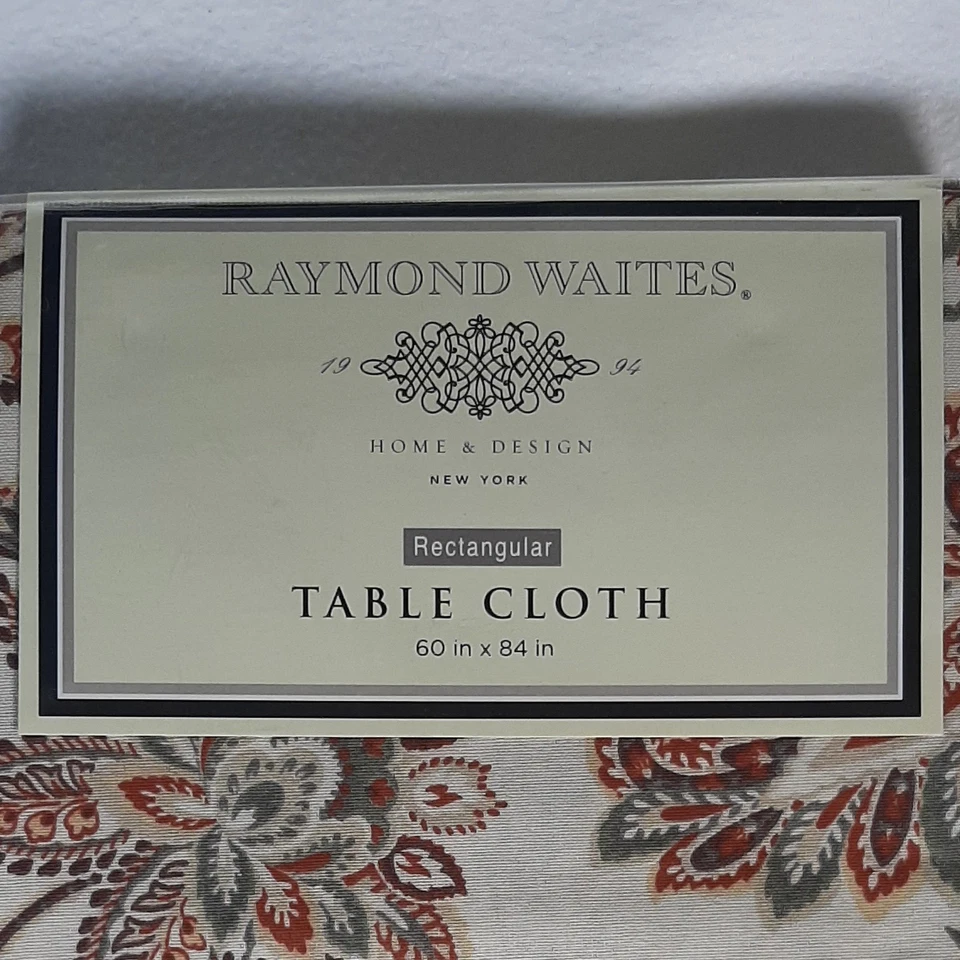 RAYMOND WAITES®
19 94
HOME & DESIGN
NEW YORK
Rectangular
TABLE CLOTH
60 in x 84 in